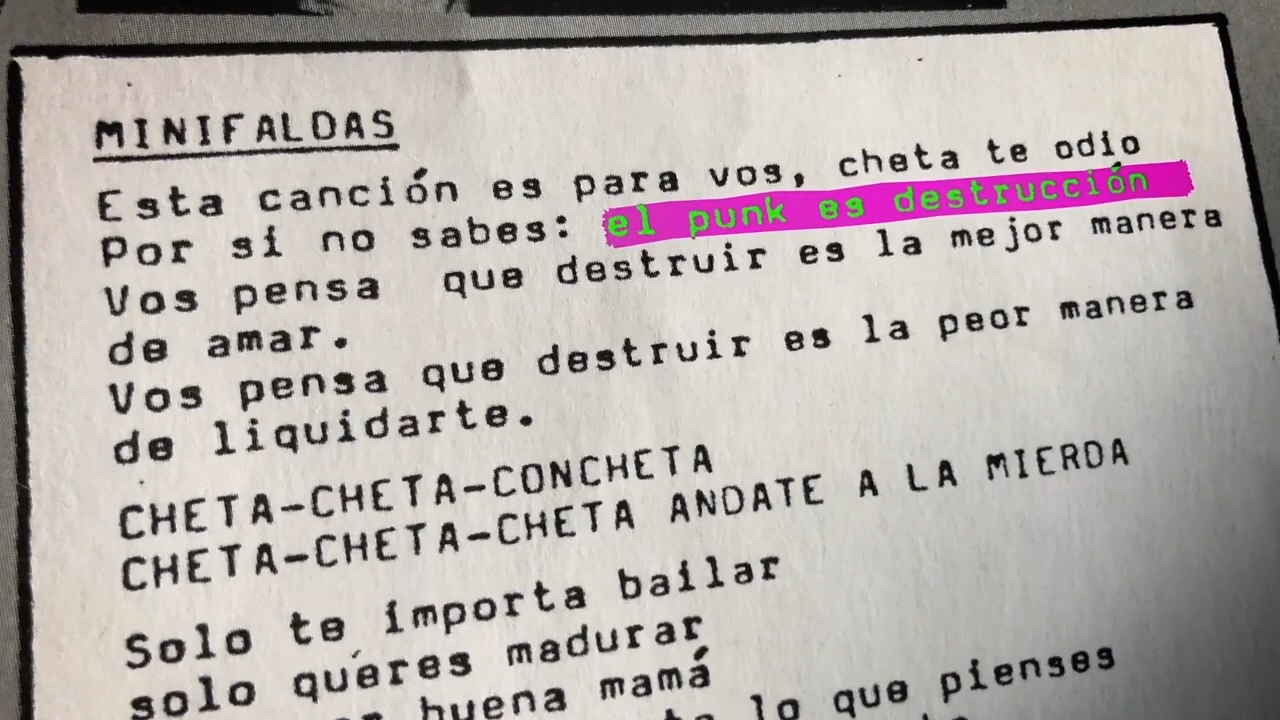 MINIFALDAS
Esta canción es para vos, cheta te odio
Por si no sabes: el punk es destrucción
Vos pensa que destruir es la mejor manera
de amar.
Vos pensa que destruir es la peor manera
de liquidarte.
CHETA-CHETA-CONCHETA
CHETA-CHETA-CHETA ANDATE A LA MIERDA
Solo te importa bailar
solo queres madurar
buena mamá
lo que pienses